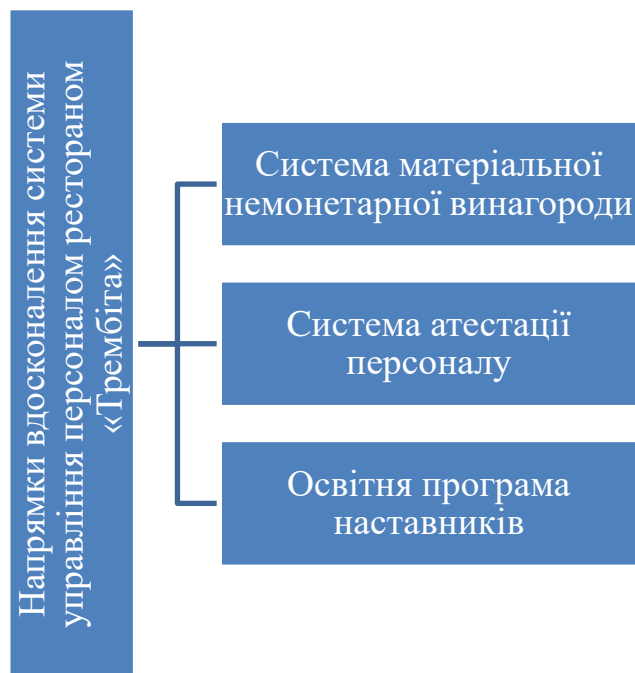 Напрямки вдосконалення системи
управління персоналом рестораном
«Трембіта»
Система матеріальної
немонетарної винагороди
Система атестації
персоналу
Освітня програма
наставників